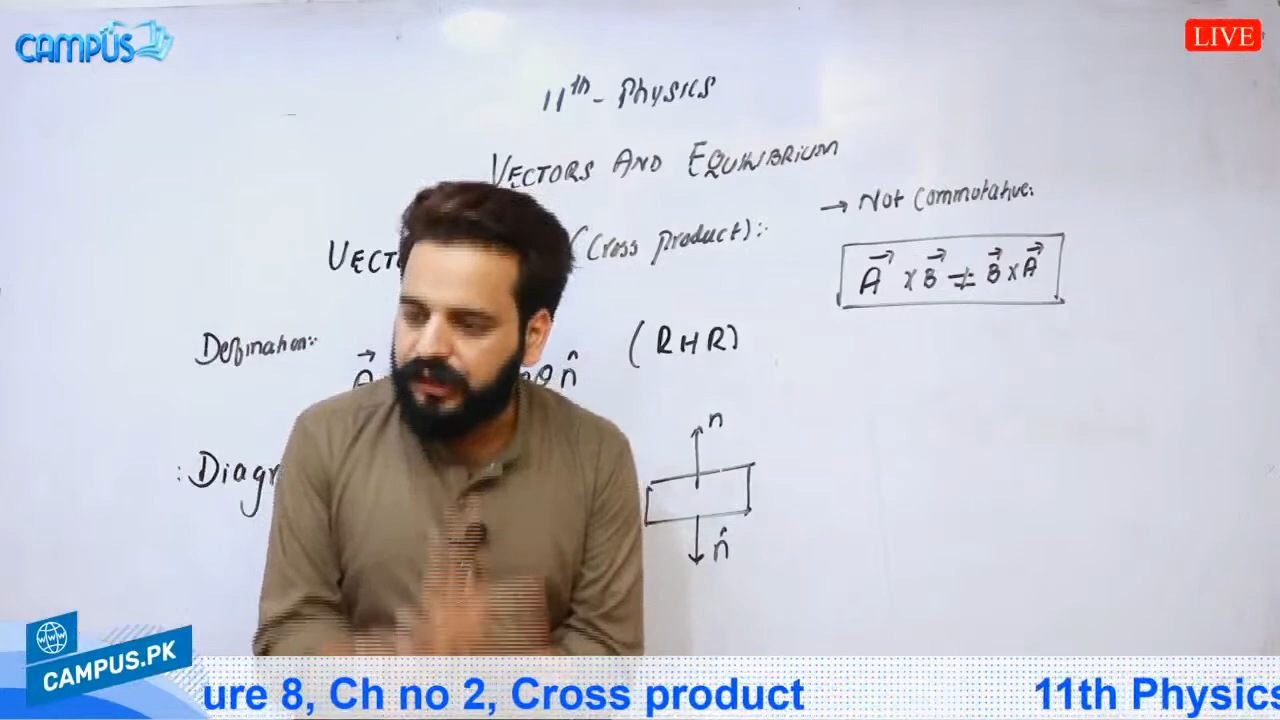 CAMPUS
LIVE
11th - Physics
VECTORS AND EQUILIBRIUM
→ Not Commutative:
(Cross Product):-
A⃗ × B⃗ ≠ B⃗ × A⃗
Defination:-
(RHR)
A⃗
θ n̂
n
: Diagr
n̂
WWW
CAMPUS.PK
ure 8, Ch no 2, Cross product
11th Physics